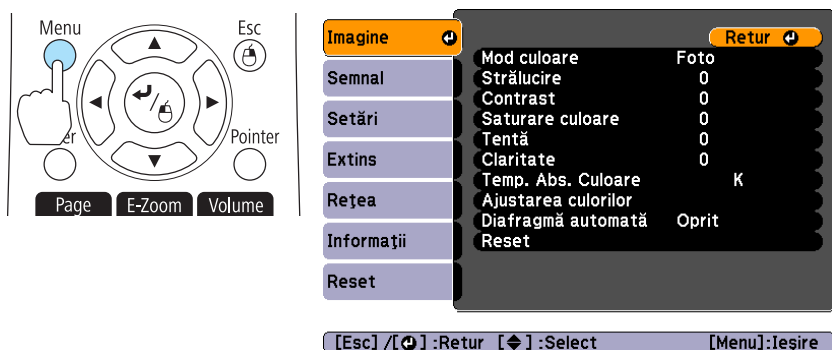 Menu
Esc
er
Pointer
Page E-Zoom Volume
Imagine
Semnal
Setări
Extins
Reţea
Informaţii
Reset
Retur
Mod culoare Foto
Strălucire 0
Contrast 0
Saturare culoare 0
Tentă 0
Claritate 0
Temp. Abs. Culoare K
Ajustarea culorilor
Diafragmă automată Oprit
Reset
[Esc] /[⏎] :Retur [◆] :Select [Menu]:Ieşire